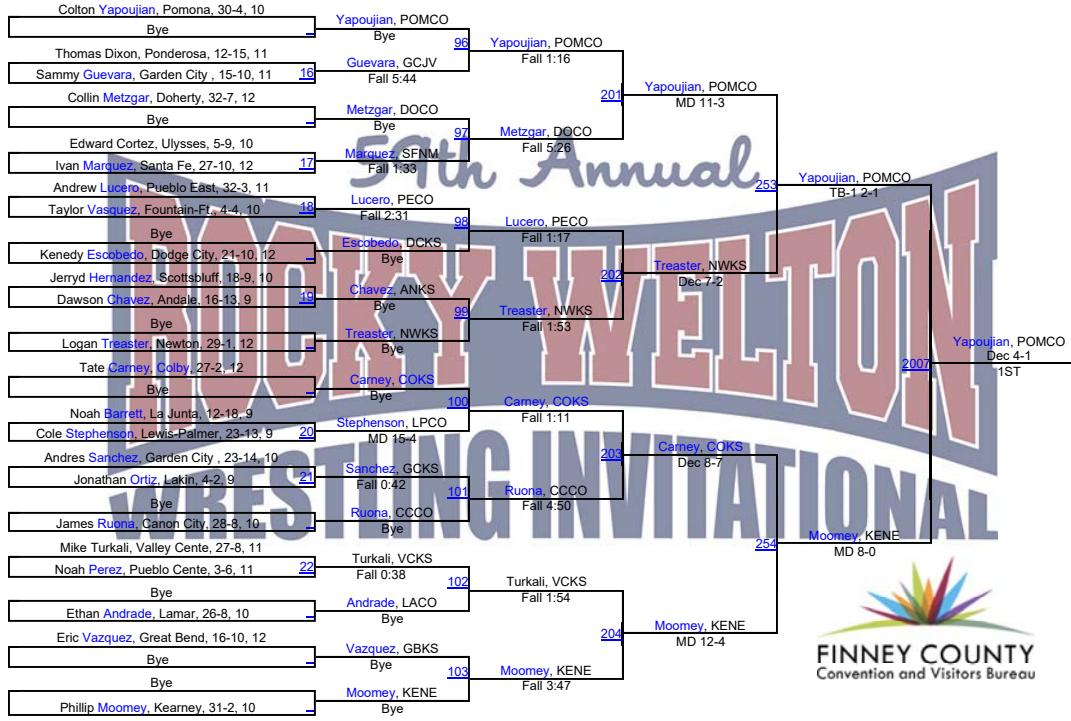 Colton Yapoujian, Pomona, 30-4, 10
Bye
Yapoujian, POMCO
Bye
96
Yapoujian, POMCO
Fall 1:16
Thomas Dixon, Ponderosa, 12-15, 11
Sammy Guevara, Garden City , 15-10, 11
16
Guevara, GCJV
Fall 5:44
201
Yapoujian, POMCO
MD 11-3
Collin Metzgar, Doherty, 32-7, 12
Bye
Metzgar, DOCO
Bye
97
Metzgar, DOCO
Fall 5:26
Edward Cortez, Ulysses, 5-9, 10
Ivan Marquez, Santa Fe, 27-10, 12
17
Marquez, SFNM
Fall 1:33
59th Annual
253
Yapoujian, POMCO
TB-1 2-1
Andrew Lucero, Pueblo East, 32-3, 11
Taylor Vasquez, Fountain-Ft., 4-4, 10
18
Lucero, PECO
Fall 2:31
98
Lucero, PECO
Fall 1:17
Bye
Kenedy Escobedo, Dodge City, 21-10, 12
Escobedo, DCKS
Bye
202
Treaster, NWKS
Dec 7-2
Jerryd Hernandez, Scottsbluff, 18-9, 10
Dawson Chavez, Andale, 16-13, 9
19
Chavez, ANKS
Bye
99
Treaster, NWKS
Fall 1:53
Bye
Logan Treaster, Newton, 29-1, 12
Treaster, NWKS
Bye
ROCKY WELTON
2007
Yapoujian, POMCO
Dec 4-1
1ST
Tate Carney, Colby, 27-2, 12
Bye
Carney, COKS
Bye
100
Carney, COKS
Fall 1:11
Noah Barrett, La Junta, 12-18, 9
Cole Stephenson, Lewis-Palmer, 23-13, 9
20
Stephenson, LPCO
MD 15-4
203
Carney, COKS
Dec 8-7
Andres Sanchez, Garden City , 23-14, 10
Jonathan Ortiz, Lakin, 4-2, 9
21
Sanchez, GCKS
Fall 0:42
101
Ruona, CCCO
Fall 4:50
Bye
James Ruona, Canon City, 28-8, 10
Ruona, CCCO
Bye
WRESTLING INVITATIONAL
254
Moomey, KENE
MD 8-0
Mike Turkali, Valley Cente, 27-8, 11
Noah Perez, Pueblo Cente, 3-6, 11
22
Turkali, VCKS
Fall 0:38
102
Turkali, VCKS
Fall 1:54
Bye
Ethan Andrade, Lamar, 26-8, 10
Andrade, LACO
Bye
204
Moomey, KENE
MD 12-4
Eric Vazquez, Great Bend, 16-10, 12
Bye
Vazquez, GBKS
Bye
103
Moomey, KENE
Fall 3:47
Bye
Phillip Moomey, Kearney, 31-2, 10
Moomey, KENE
Bye
FINNEY COUNTY
Convention and Visitors Bureau